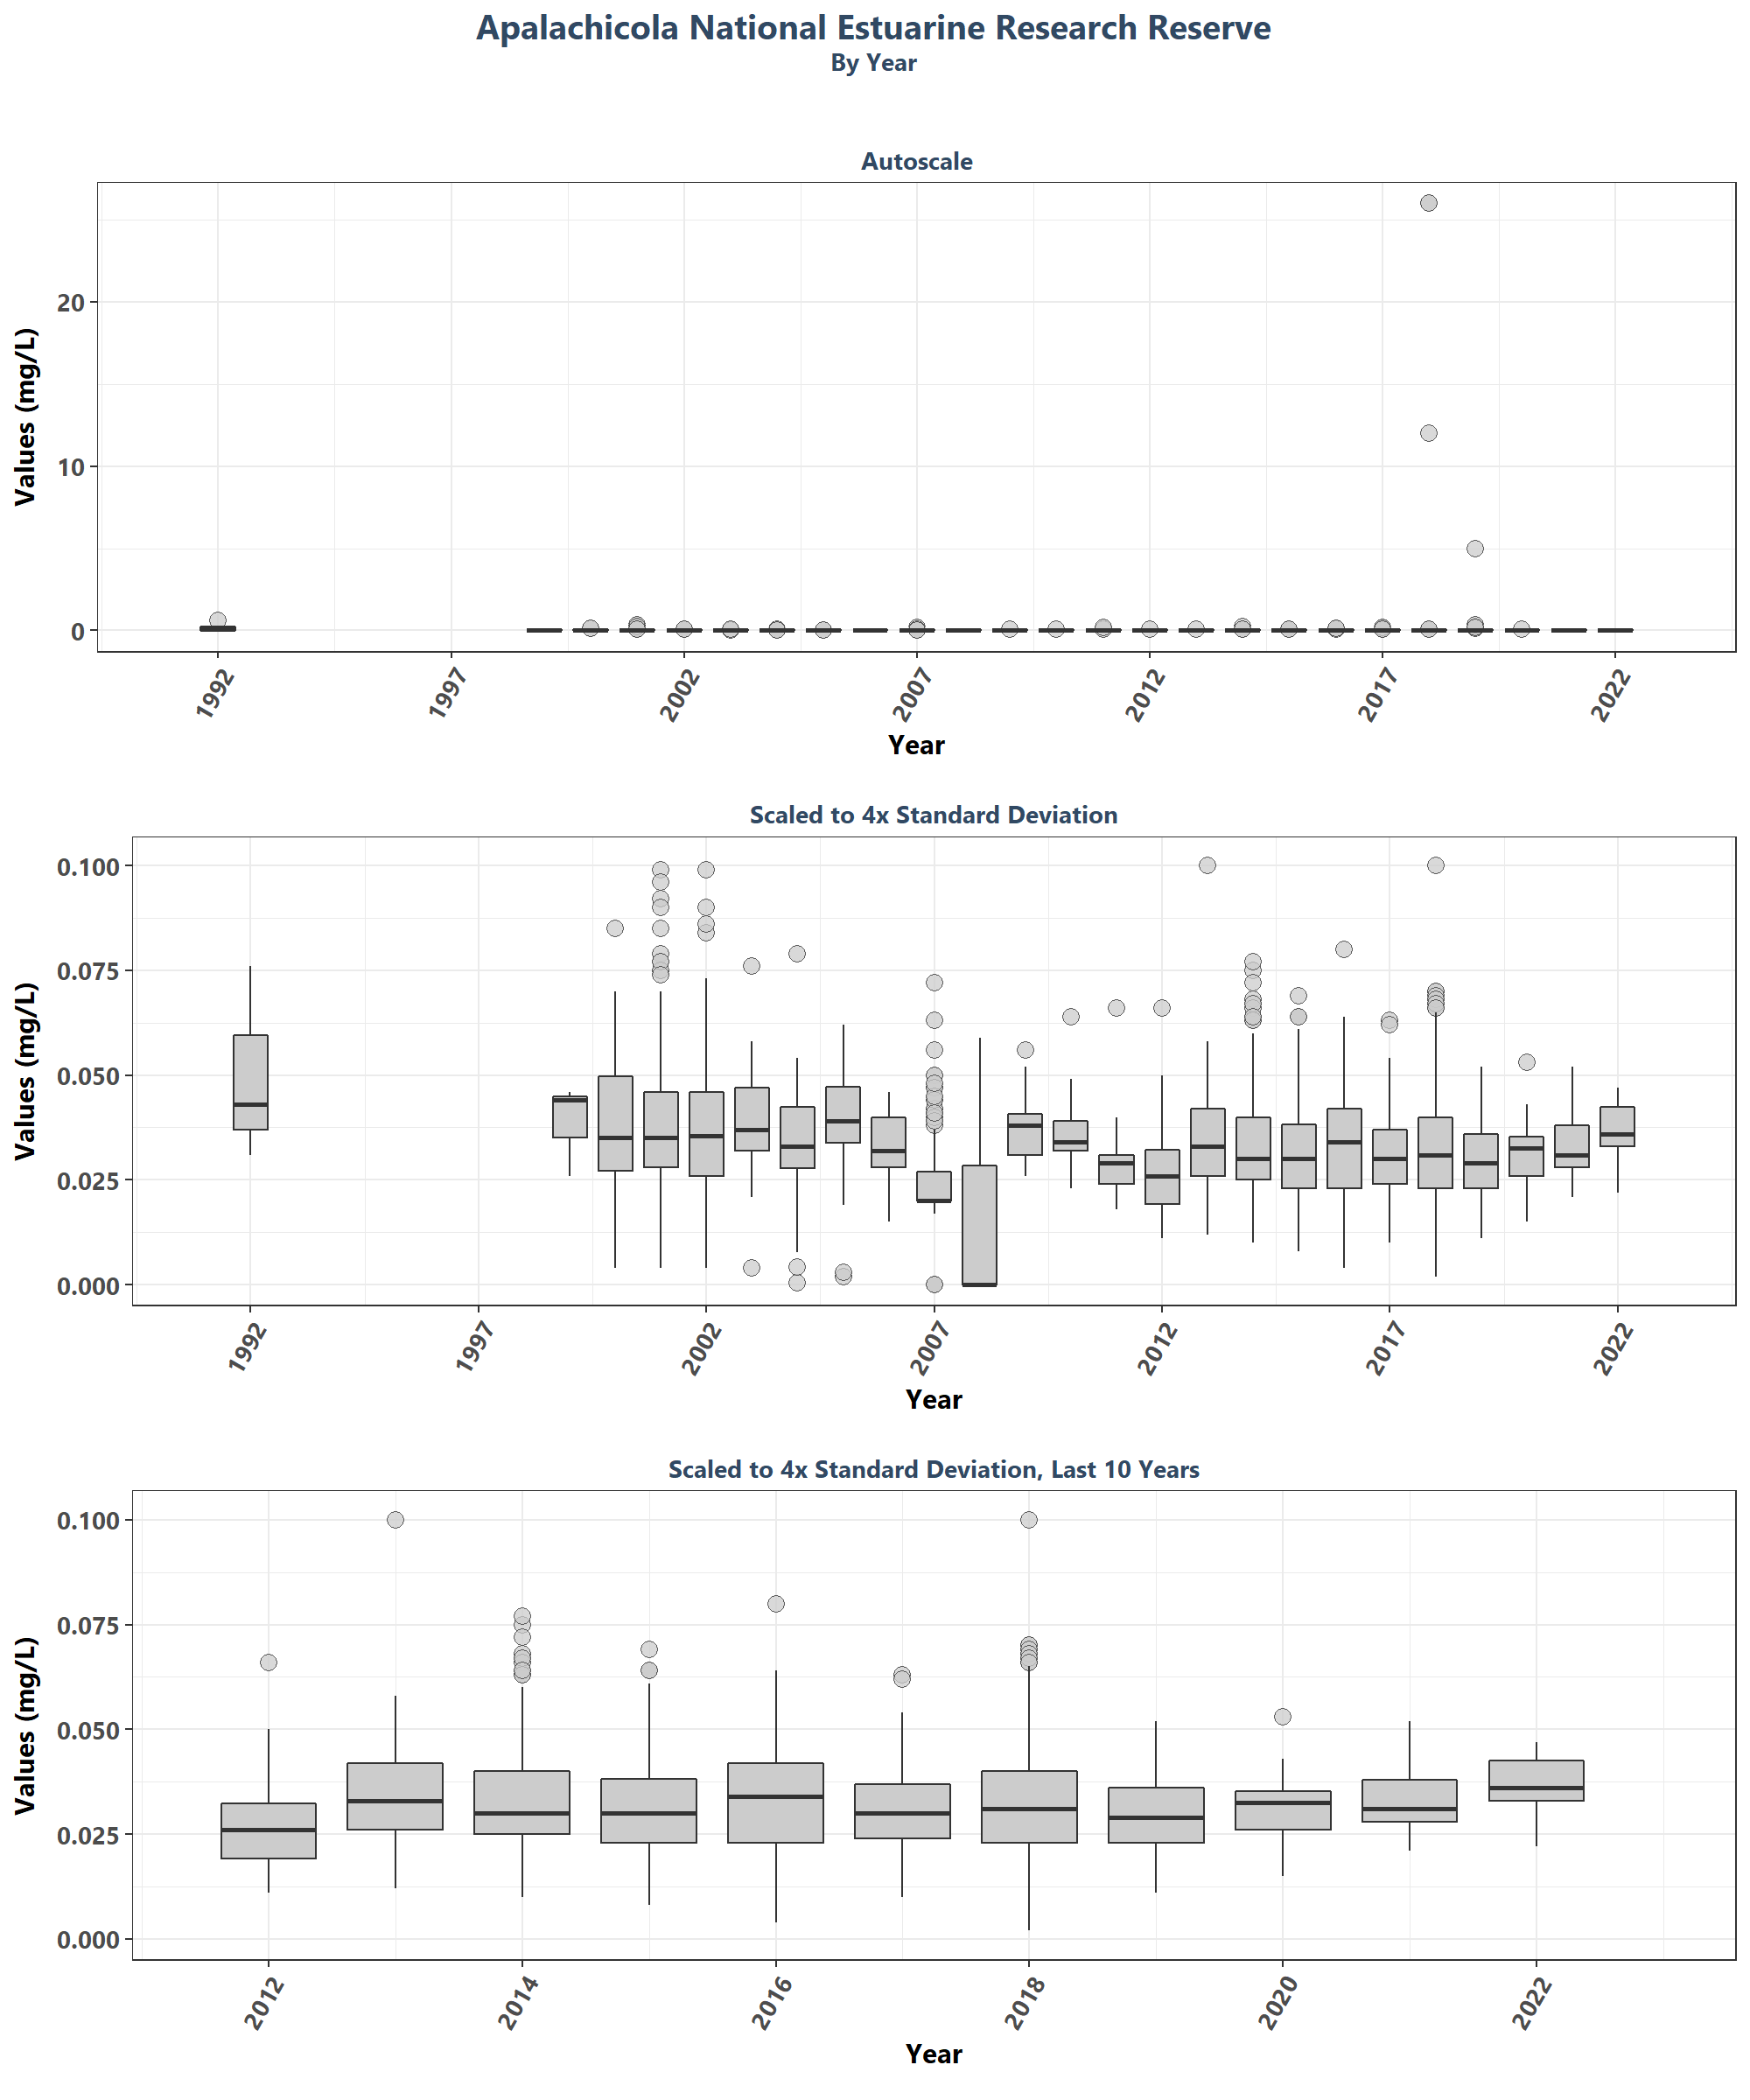 Apalachicola National Estuarine Research Reserve
By Year
Autoscale
Values (mg/L)
20
10
0
1992 1997 2002 2007 2012 2017 2022
Year
Scaled to 4x Standard Deviation
Values (mg/L)
0.100
0.075
0.050
0.025
0.000
1992 1997 2002 2007 2012 2017 2022
Year
Scaled to 4x Standard Deviation, Last 10 Years
Values (mg/L)
0.100
0.075
0.050
0.025
0.000
2012 2014 2016 2018 2020 2022
Year